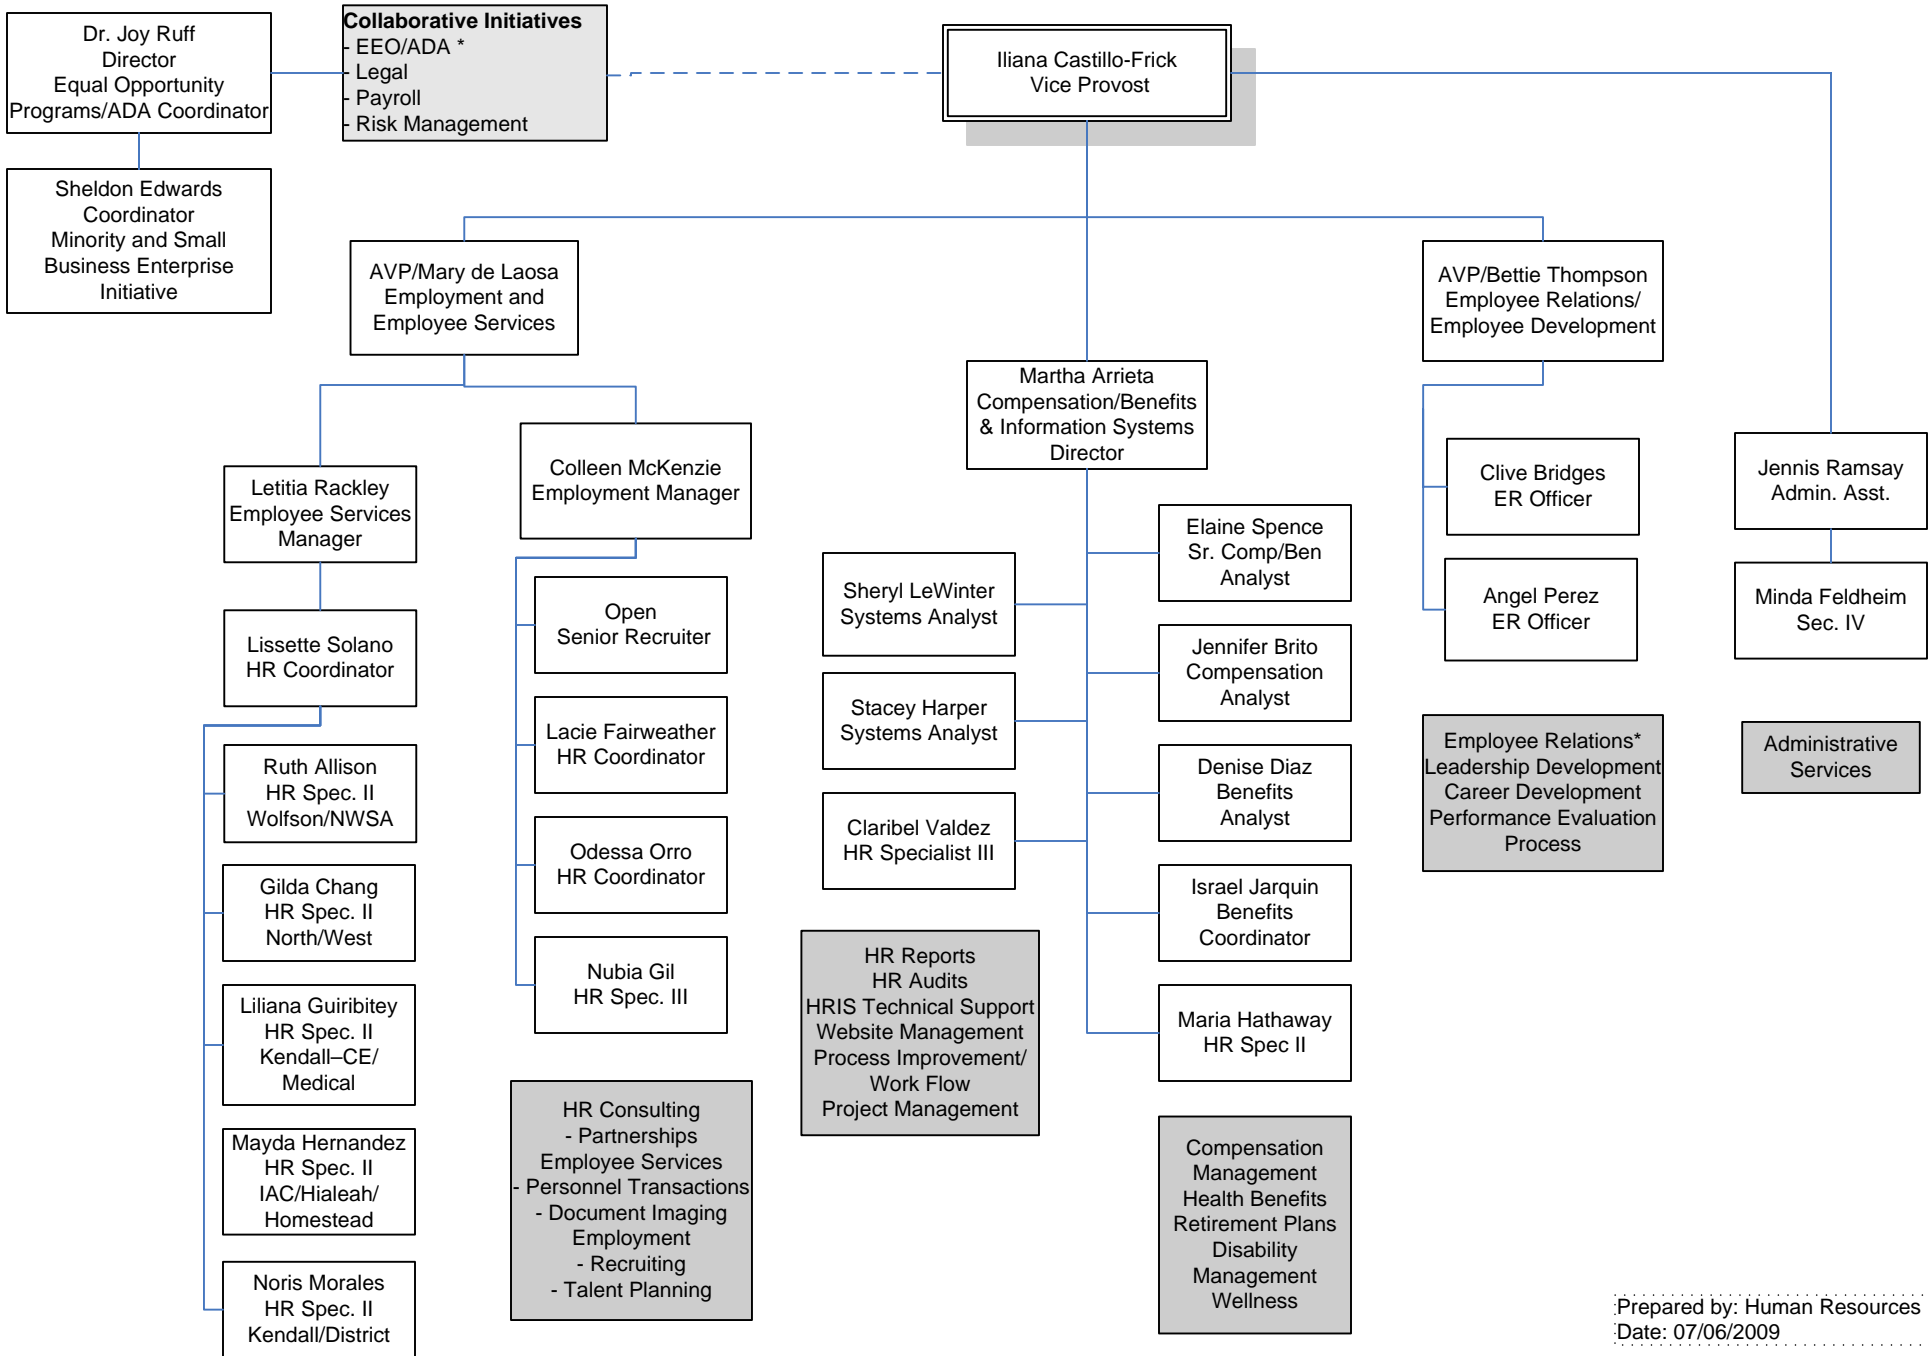 Dr. Joy Ruff
Director
Equal Opportunity
Programs/ADA Coordinator
Collaborative Initiatives
- EEO/ADA *
- Legal
- Payroll
- Risk Management
Iliana Castillo-Frick
Vice Provost
Sheldon Edwards
Coordinator
Minority and Small
Business Enterprise
Initiative
AVP/Mary de Laosa
Employment and
Employee Services
AVP/Bettie Thompson
Employee Relations/
Employee Development
Martha Arrieta
Compensation/Benefits
& Information Systems
Director
Letitia Rackley
Employee Services
Manager
Colleen McKenzie
Employment Manager
Lissette Solano
HR Coordinator
Ruth Allison
HR Spec. II
Wolfson/NWSA
Gilda Chang
HR Spec. II
North/West
Liliana Guiribitey
HR Spec. II
Kendall–CE/
Medical
Mayda Hernandez
HR Spec. II
IAC/Hialeah/
Homestead
Noris Morales
HR Spec. II
Kendall/District
Open
Senior Recruiter
Lacie Fairweather
HR Coordinator
Odessa Orro
HR Coordinator
Nubia Gil
HR Spec. III
HR Consulting
- Partnerships
Employee Services
- Personnel Transactions
- Document Imaging
Employment
- Recruiting
- Talent Planning
Sheryl LeWinter
Systems Analyst
Stacey Harper
Systems Analyst
Claribel Valdez
HR Specialist III
HR Reports
HR Audits
HRIS Technical Support
Website Management
Process Improvement/
Work Flow
Project Management
Elaine Spence
Sr. Comp/Ben
Analyst
Jennifer Brito
Compensation
Analyst
Denise Diaz
Benefits
Analyst
Israel Jarquin
Benefits
Coordinator
Maria Hathaway
HR Spec II
Compensation
Management
Health Benefits
Retirement Plans
Disability
Management
Wellness
Clive Bridges
ER Officer
Angel Perez
ER Officer
Employee Relations*
Leadership Development
Career Development
Performance Evaluation
Process
Jennis Ramsay
Admin. Asst.
Minda Feldheim
Sec. IV
Administrative
Services
Prepared by: Human Resources
Date: 07/06/2009